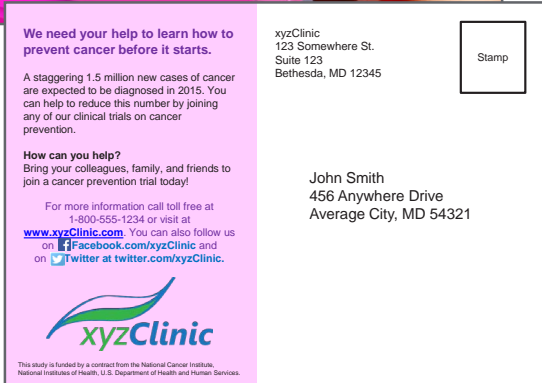 We need your help to learn how to
prevent cancer before it starts.
A staggering 1.5 million new cases of cancer
are expected to be diagnosed in 2015. You
can help to reduce this number by joining
any of our clinical trials on cancer
prevention.
How can you help?
Bring your colleagues, family, and friends to
join a cancer prevention trial today!
For more information call toll free at
1-800-555-1234 or visit at
www.xyzClinic.com. You can also follow us
on Facebook.com/xyzClinic and
on Twitter at twitter.com/xyzClinic.
xyzClinic
This study is funded by a contract from the National Cancer Institute,
National Institutes of Health, U.S. Department of Health and Human Services.
xyzClinic
123 Somewhere St.
Suite 123
Bethesda, MD 12345
Stamp
John Smith
456 Anywhere Drive
Average City, MD 54321